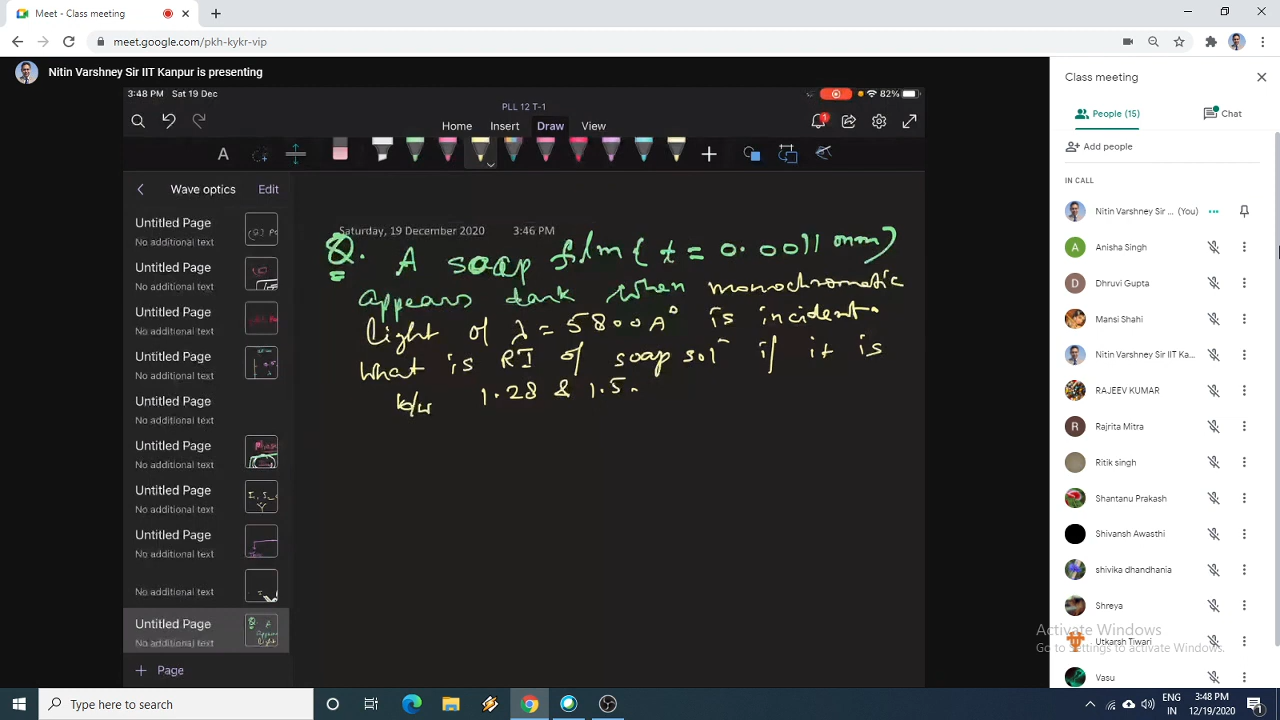 Meet - Class meeting
meet.google.com/pkh-kykr-vip
Nitin Varshney Sir IIT Kanpur is presenting
3:48 PM Sat 19 Dec
82%
PLL 12 T-1
Home Insert Draw View
1
A
Wave optics Edit
Untitled Page
No additional text
Untitled Page
No additional text
Untitled Page
No additional text
Untitled Page
No additional text
Untitled Page
No additional text
Untitled Page
No additional text
Untitled Page
No additional text
Untitled Page
No additional text
No additional text
Untitled Page
No additional text
+ Page
Saturday, 19 December 2020 3:46 PM
Q. A soap film ( t = 0.0011 mm)
appears dark when monochromatic
light of λ = 5800A° is incident.
What is RI of soap solⁿ if it is
b/w 1.28 & 1.5.
Class meeting
People (15) Chat
Add people
IN CALL
Nitin Varshney Sir ... (You)
A Anisha Singh
D Dhruvi Gupta
Mansi Shahi
Nitin Varshney Sir IIT Ka...
RAJEEV KUMAR
R Rajrita Mitra
Ritik singh
Shantanu Prakash
Shivansh Awasthi
shivika dhandhania
Shreya
Utkarsh Tiwari
Vasu
Activate Windows
Go to Settings to activate Windows.
Type here to search
ENG
IN
3:48 PM
12/19/2020
1